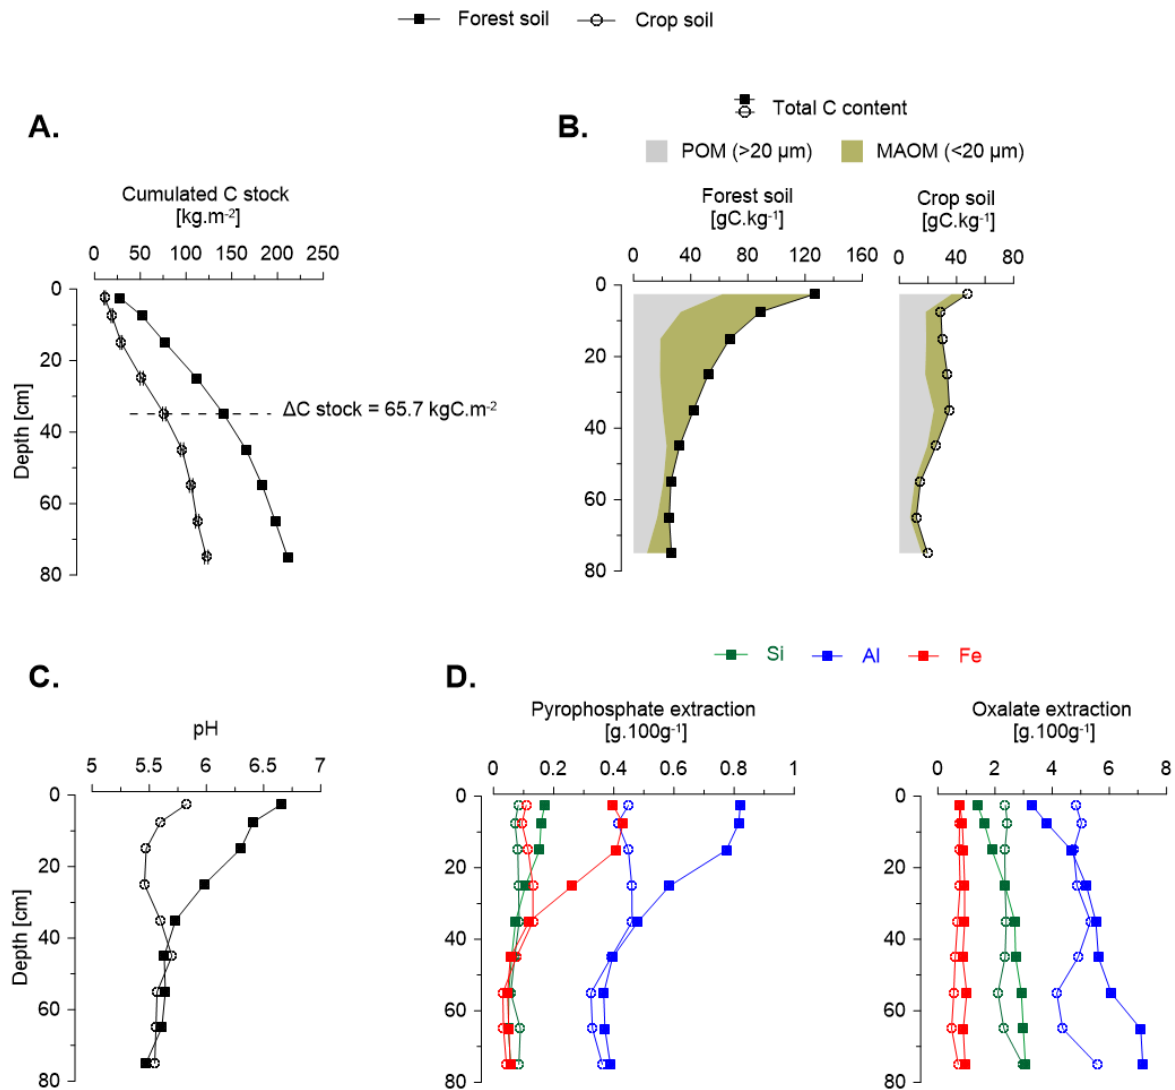 Forest soil Crop soil
A.
Cumulated C stock
[kg.m⁻²]
0 50 100 150 200 250
Depth [cm]
0
20
40
60
80
ΔC stock = 65.7 kgC.m⁻²
B.
Total C content
POM (>20 µm) MAOM (<20 µm)
Forest soil
[gC.kg⁻¹]
0 40 80 120 160
Crop soil
[gC.kg⁻¹]
0 40 80
0
20
40
60
80
C.
pH
5 5.5 6 6.5 7
Depth [cm]
0
20
40
60
80
Si Al Fe
D.
Pyrophosphate extraction
[g.100g⁻¹]
0 0.2 0.4 0.6 0.8 1
0
20
40
60
80
Oxalate extraction
[g.100g⁻¹]
0 2 4 6 8
0
20
40
60
80